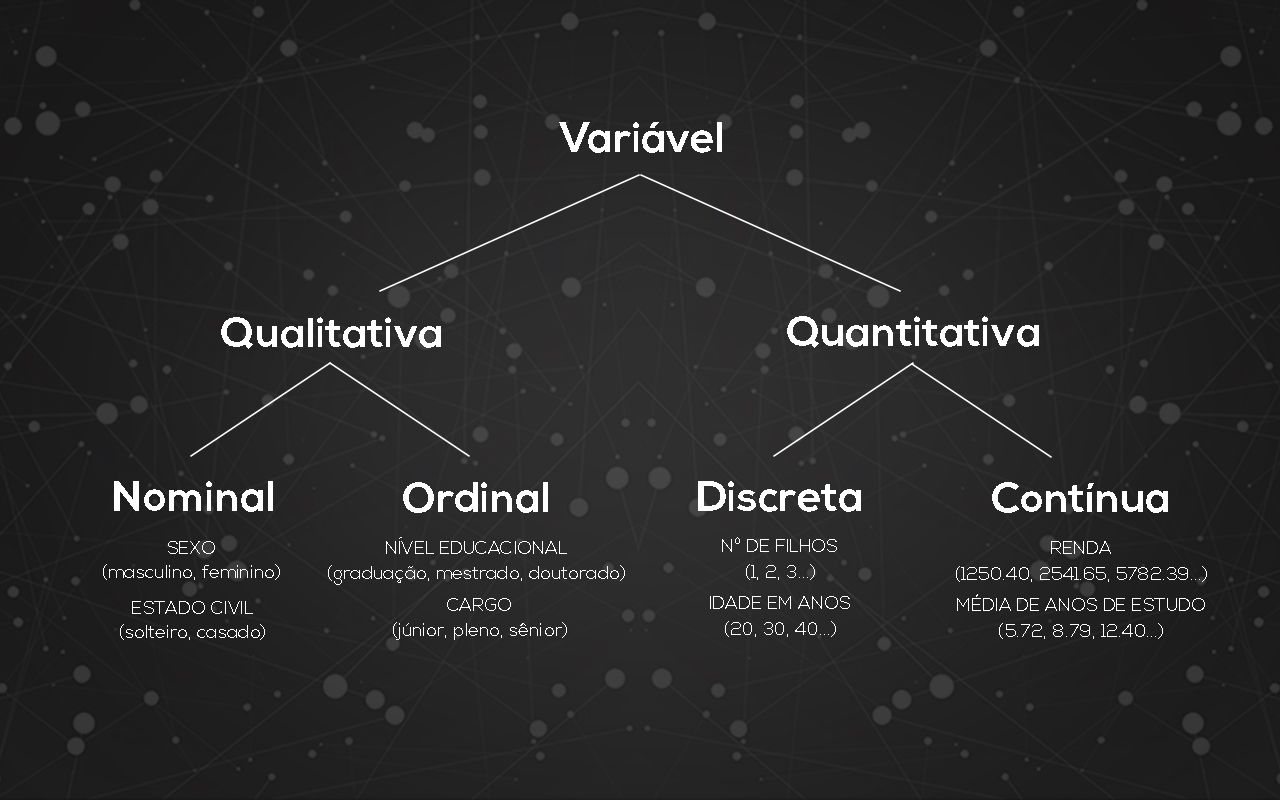 Variável
Qualitativa
Quantitativa
Nominal
SEXO
(masculino, feminino)
ESTADO CIVIL
(solteiro, casado)
Ordinal
NÍVEL EDUCACIONAL
(graduação, mestrado, doutorado)
CARGO
(júnior, pleno, sênior)
Discreta
Nº DE FILHOS
(1, 2, 3...)
IDADE EM ANOS
(20, 30, 40...)
Contínua
RENDA
(1250.40, 2541.65, 5782.39...)
MÉDIA DE ANOS DE ESTUDO
(5.72, 8.79, 12.40...)